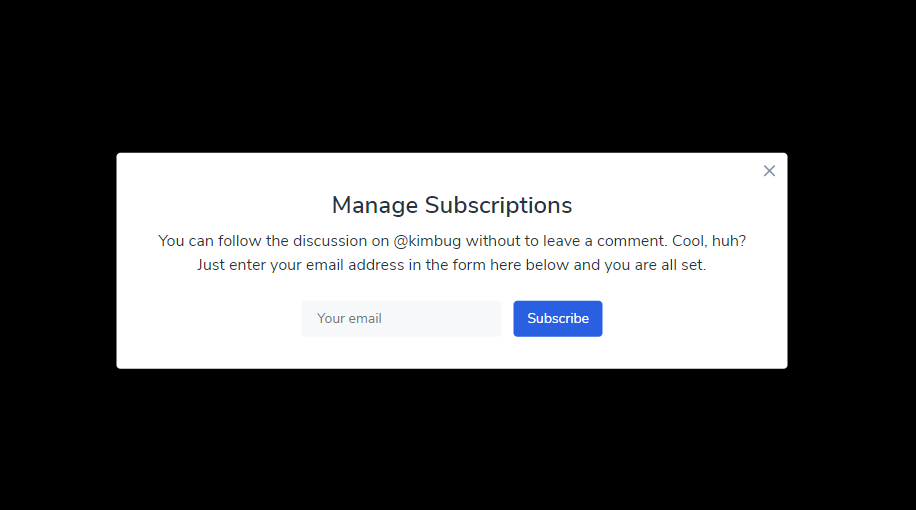 Manage Subscriptions
You can follow the discussion on @kimbug without to leave a comment. Cool, huh?
Just enter your email address in the form here below and you are all set.
Your email
Subscribe